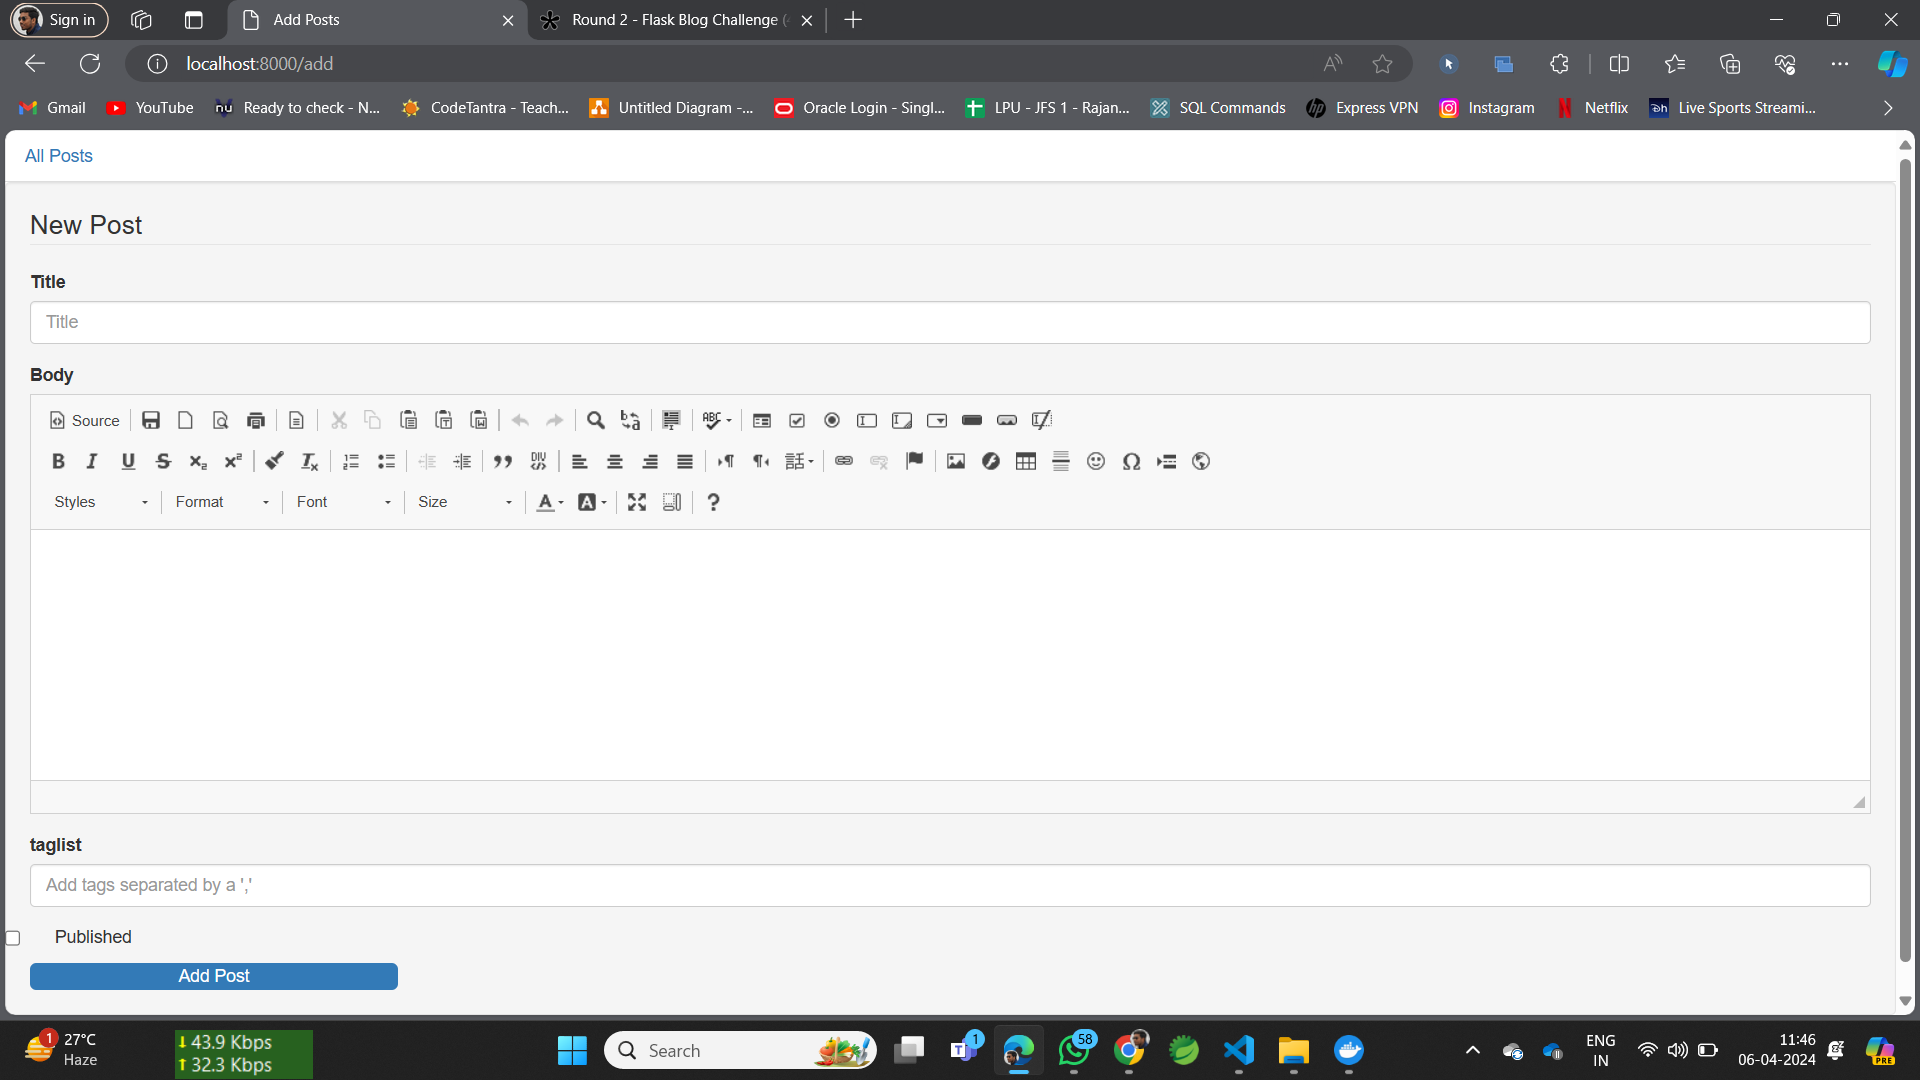 Sign in
Add Posts
Round 2 - Flask Blog Challenge
localhost:8000/add
Gmail
YouTube
Ready to check - N...
CodeTantra - Teach...
Untitled Diagram -...
Oracle Login - Singl...
LPU - JFS 1 - Rajan...
SQL Commands
Express VPN
Instagram
Netflix
Live Sports Streami...
All Posts
New Post
Title
Title
Body
Source
Styles
Format
Font
Size
taglist
Add tags separated by a ','
Published
Add Post
1
27°C
Haze
43.9 Kbps
32.3 Kbps
Search
1
58
ENG
IN
11:46
06-04-2024
PRE